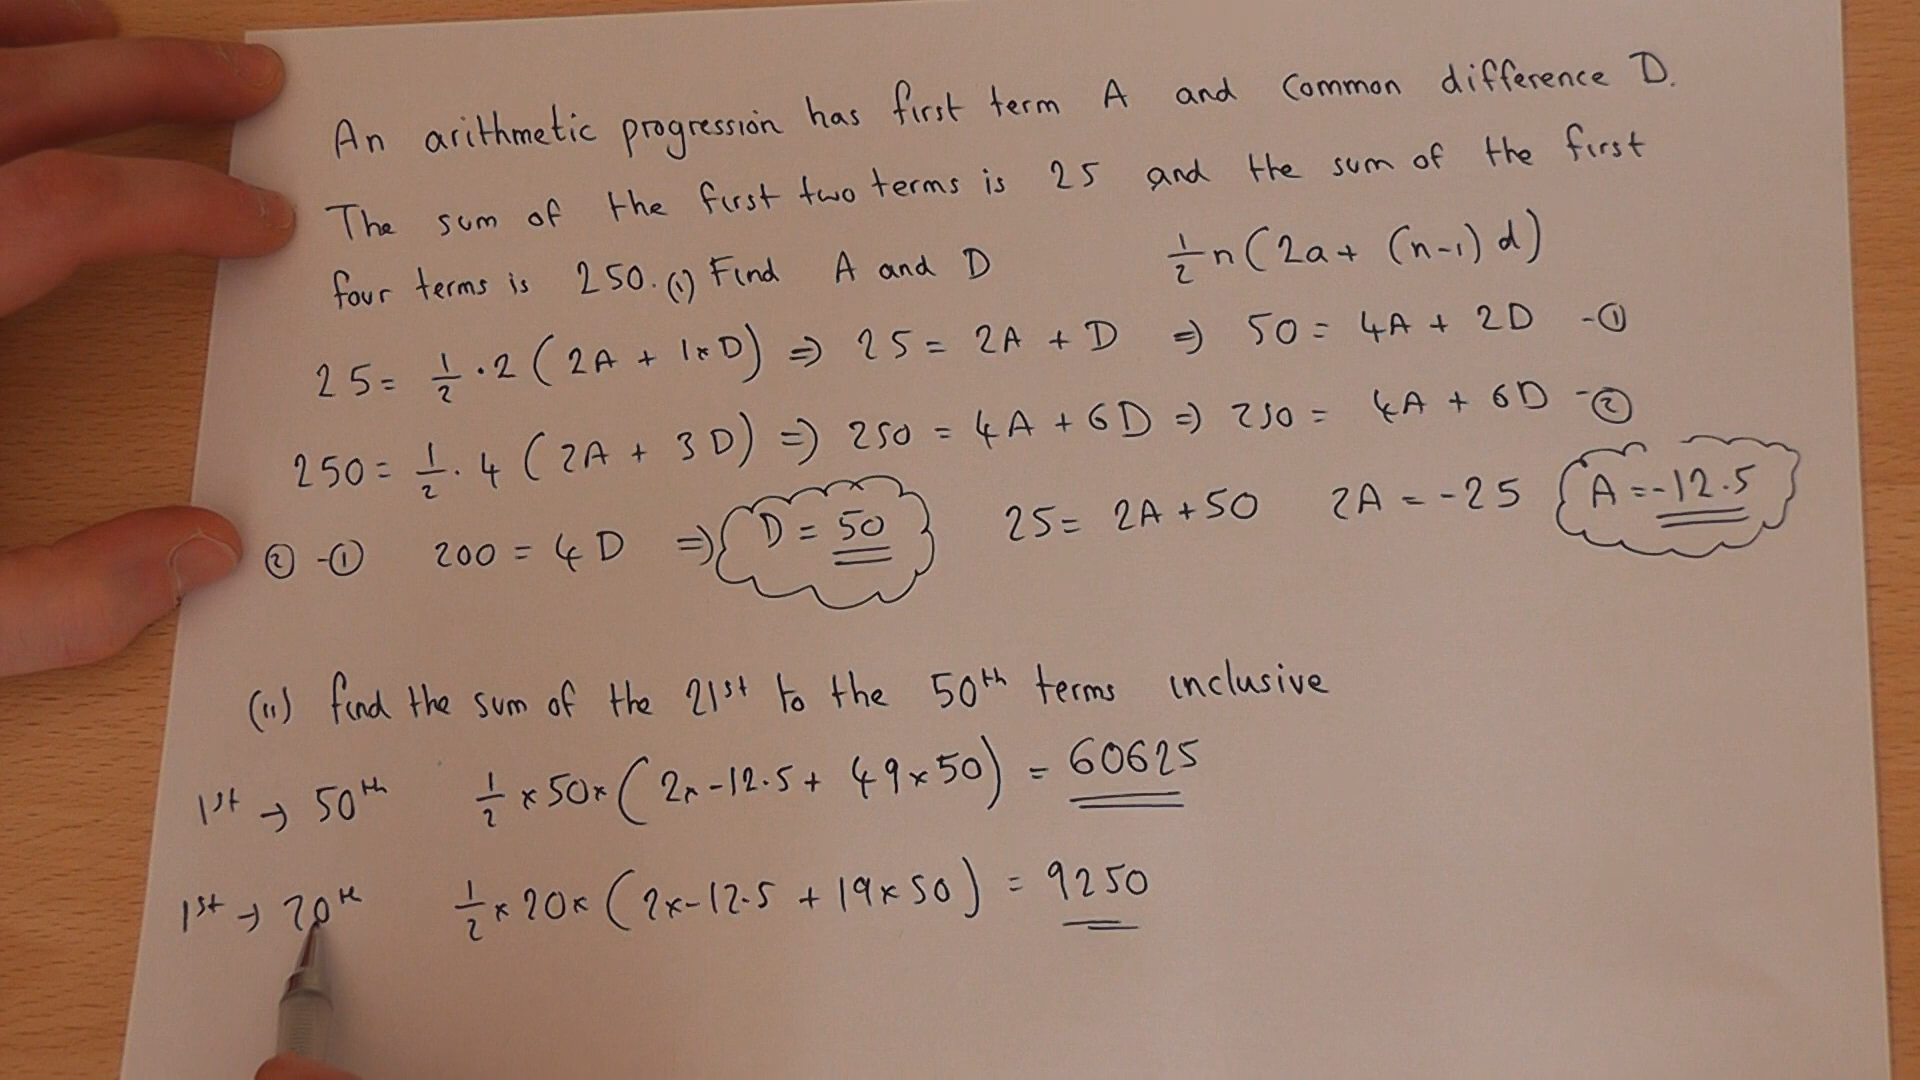 An arithmetic progression has first term A and common difference D.
The sum of the first two terms is 25 and the sum of the first
four terms is 250. (i) Find A and D
½n(2a + (n-1)d)
25 = ½ · 2 (2A + 1×D) ⇒ 25 = 2A + D ⇒ 50 = 4A + 2D -①
250 = ½ · 4 (2A + 3D) ⇒ 250 = 4A + 6D ⇒ 250 = 4A + 6D -②
② - ① 200 = 4D ⇒ D = 50 25 = 2A + 50 2A = -25 A = -12.5
(ii) find the sum of the 21st to the 50th terms inclusive
1st → 50th ½ × 50 × (2×-12.5 + 49×50) = 60625
1st → 20th ½ × 20 × (2×-12.5 + 19×50) = 9250